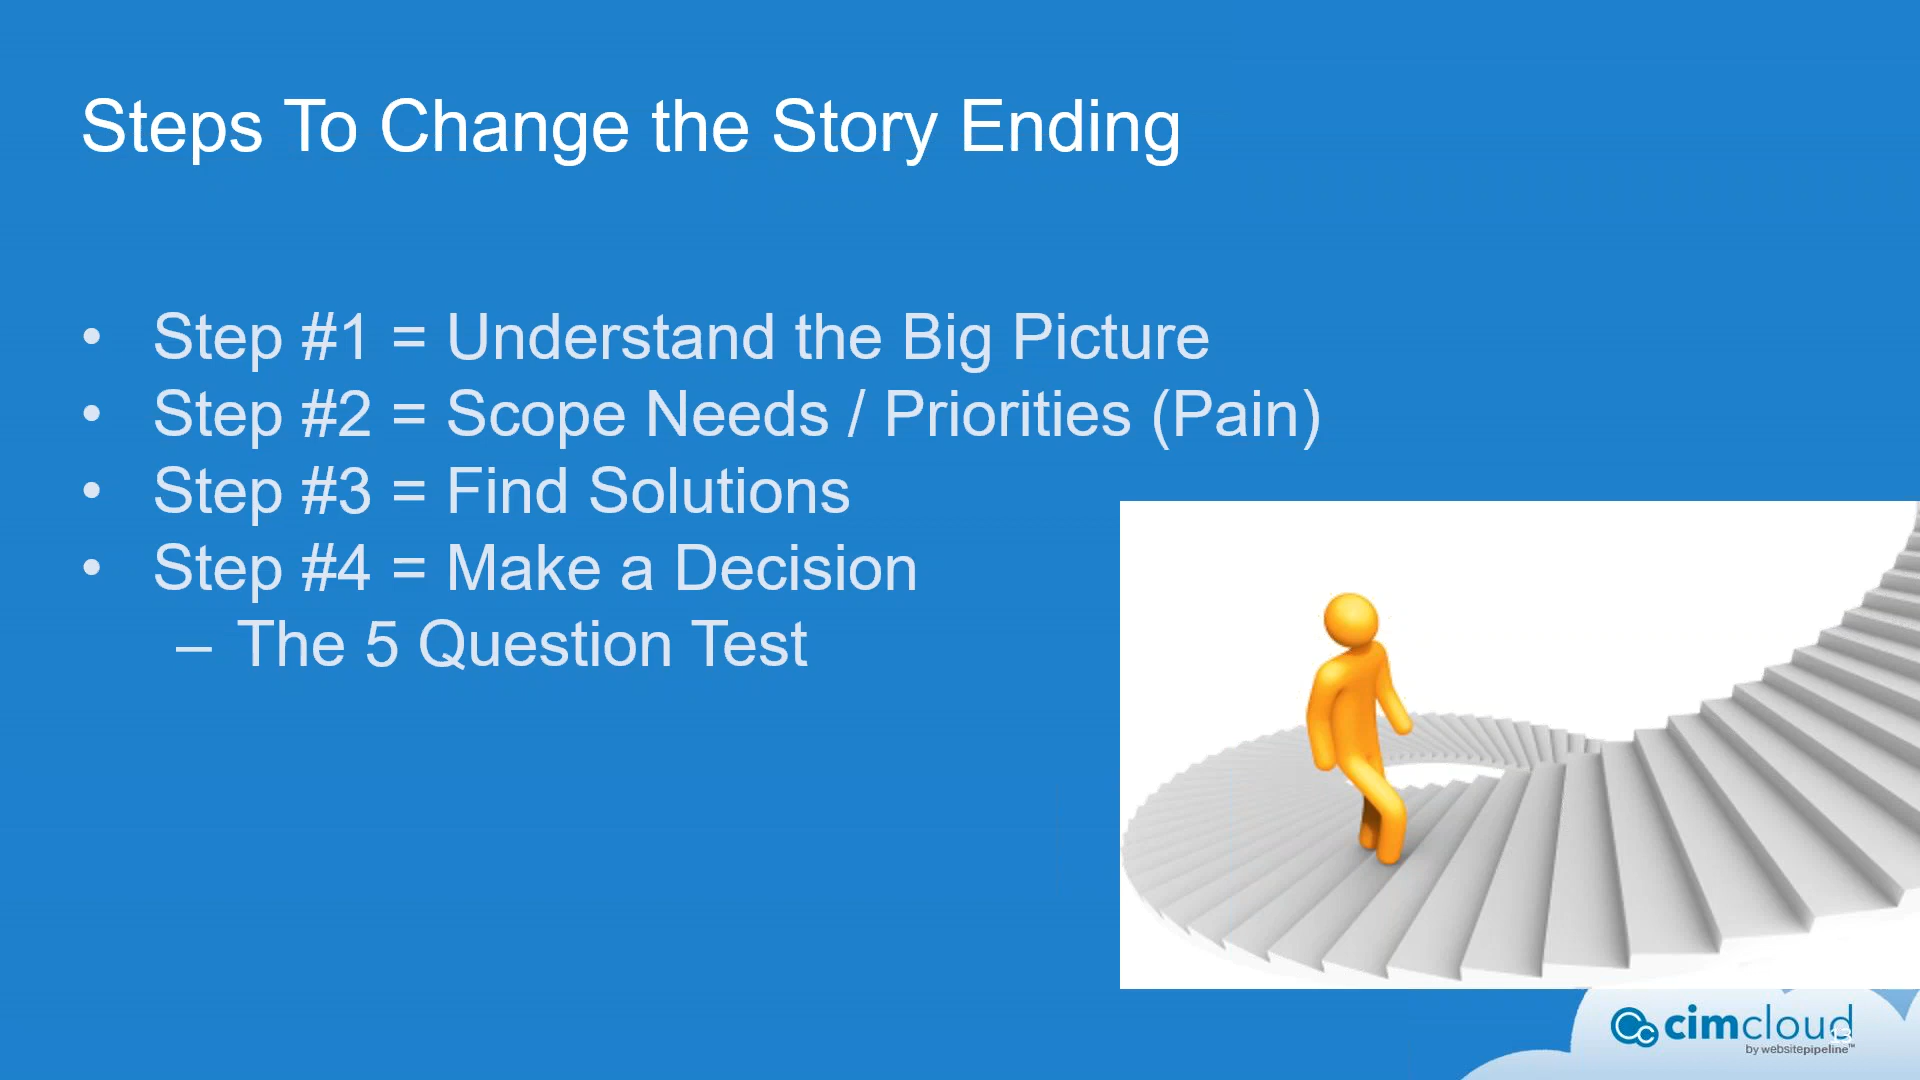 Steps To Change the Story Ending
• Step #1 = Understand the Big Picture
• Step #2 = Scope Needs / Priorities (Pain)
• Step #3 = Find Solutions
• Step #4 = Make a Decision
– The 5 Question Test
cimcloud
13
by websitepipeline™